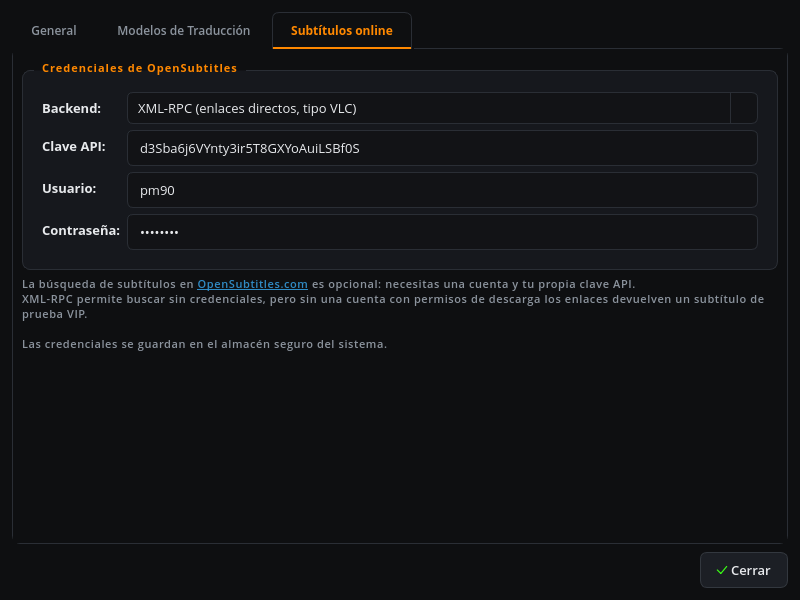 General
Modelos de Traducción
Subtítulos online
Credenciales de OpenSubtitles
Backend:
XML-RPC (enlaces directos, tipo VLC)
Clave API:
d3Sba6j6VYnty3ir5T8GXYoAuiLSBf0S
Usuario:
pm90
Contraseña:
••••••••
La búsqueda de subtítulos en OpenSubtitles.com es opcional: necesitas una cuenta y tu propia clave API.
XML-RPC permite buscar sin credenciales, pero sin una cuenta con permisos de descarga los enlaces devuelven un subtítulo de
prueba VIP.
Las credenciales se guardan en el almacén seguro del sistema.
Cerrar